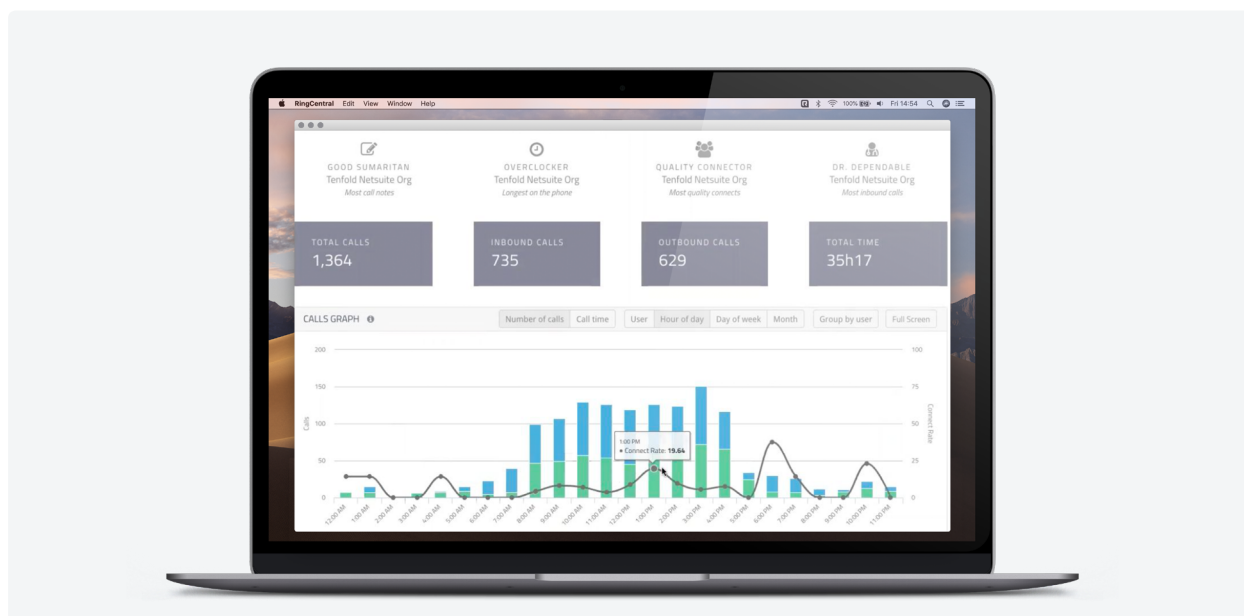 RingCentral Edit View Window Help
100% Fri 14:54
GOOD SUMARITAN
Tenfold Netsuite Org
Most call notes
OVERCLOCKER
Tenfold Netsuite Org
Longest on the phone
QUALITY CONNECTOR
Tenfold Netsuite Org
Most quality connects
DR. DEPENDABLE
Tenfold Netsuite Org
Most inbound calls
TOTAL CALLS
1,364
INBOUND CALLS
735
OUTBOUND CALLS
629
TOTAL TIME
35h17
CALLS GRAPH
Number of calls Call time User Hour of day Day of week Month Group by user Full Screen
200
150
100
50
0
Calls
1:00 PM
Connect Rate: 19.64
100
75
50
25
0
Connect Rate
12:00 AM 1:00 AM 2:00 AM 3:00 AM 4:00 AM 5:00 AM 6:00 AM 7:00 AM 8:00 AM 9:00 AM 10:00 AM 11:00 AM 12:00 PM 1:00 PM 2:00 PM 3:00 PM 4:00 PM 5:00 PM 6:00 PM 7:00 PM 8:00 PM 9:00 PM 10:00 PM 11:00 PM